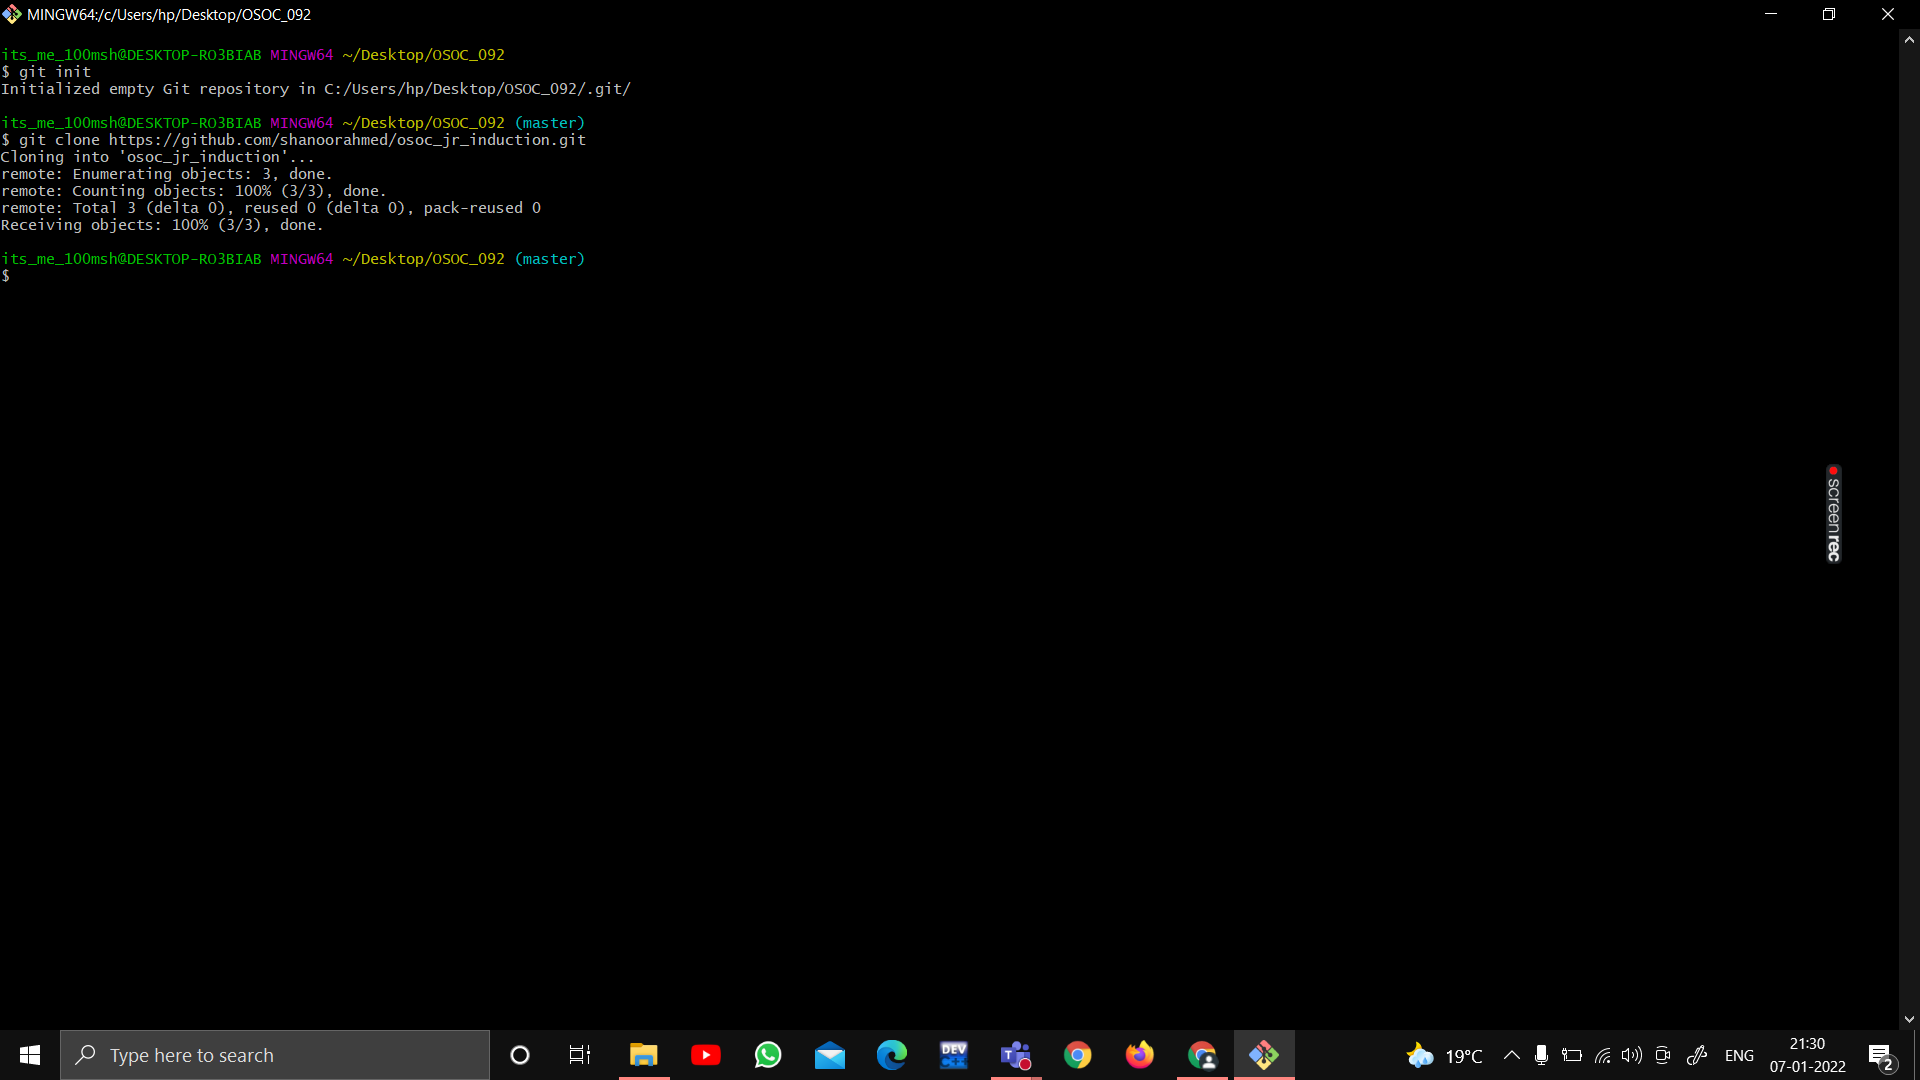 MINGW64:/c/Users/hp/Desktop/OSOC_092
its_me_100msh@DESKTOP-RO3BIAB MINGW64 ~/Desktop/OSOC_092
$ git init
Initialized empty Git repository in C:/Users/hp/Desktop/OSOC_092/.git/
its_me_100msh@DESKTOP-RO3BIAB MINGW64 ~/Desktop/OSOC_092 (master)
$ git clone https://github.com/shanoorahmed/osoc_jr_induction.git
Cloning into 'osoc_jr_induction'...
remote: Enumerating objects: 3, done.
remote: Counting objects: 100% (3/3), done.
remote: Total 3 (delta 0), reused 0 (delta 0), pack-reused 0
Receiving objects: 100% (3/3), done.
its_me_100msh@DESKTOP-RO3BIAB MINGW64 ~/Desktop/OSOC_092 (master)
$
screenrec
Type here to search
DEV
C++
T
19°C
ENG
21:30
07-01-2022
2